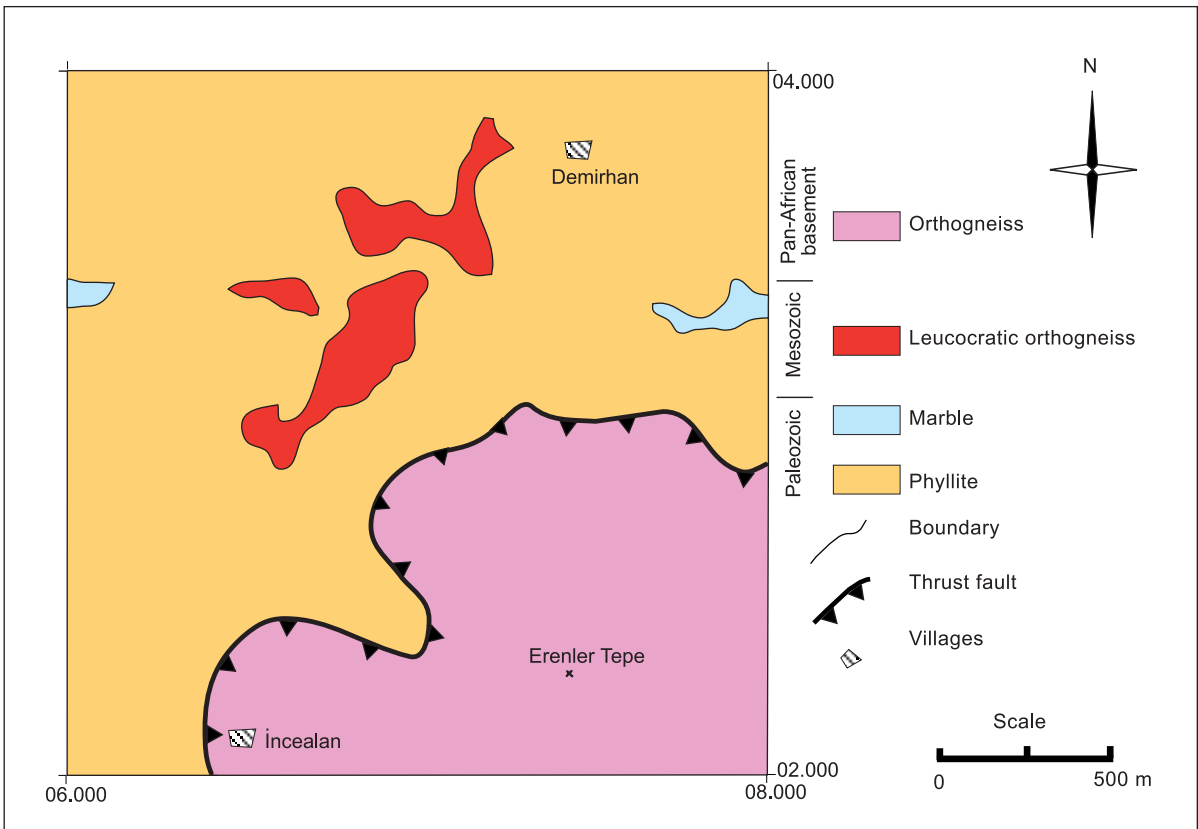 04.000
N
Demirhan
Pan-African
basement
Orthogneiss
Mesozoic
Leucocratic orthogneiss
Paleozoic
Marble
Phyllite
Boundary
Thrust fault
Villages
Erenler Tepe
x
İncealan
Scale
0
500 m
02.000
06.000
08.000